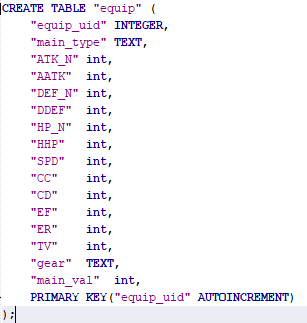 CREATE TABLE "equip" (
"equip_uid" INTEGER,
"main_type" TEXT,
"ATK_N" int,
"AATK" int,
"DEF_N" int,
"DDEF" int,
"HP_N" int,
"HHP" int,
"SPD" int,
"CC" int,
"CD" int,
"EF" int,
"ER" int,
"TV" int,
"gear" TEXT,
"main_val" int,
PRIMARY KEY("equip_uid" AUTOINCREMENT)
);